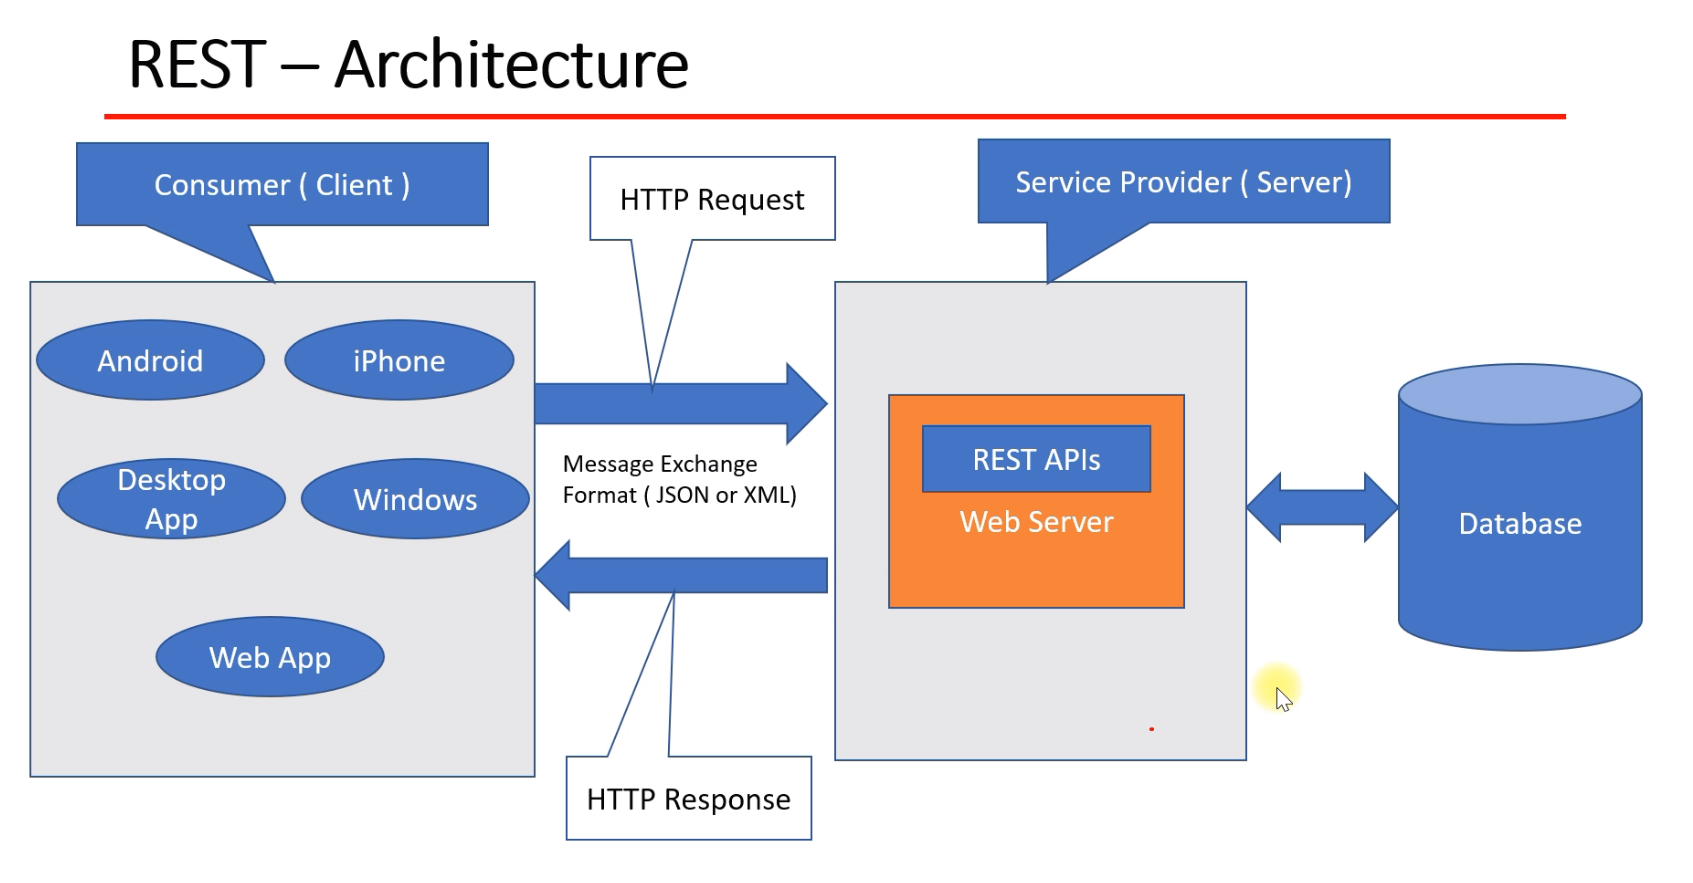 REST – Architecture
Consumer ( Client )
HTTP Request
Service Provider ( Server)
Android
iPhone
Desktop
App
Windows
Web App
Message Exchange
Format ( JSON or XML)
HTTP Response
REST APIs
Web Server
Database